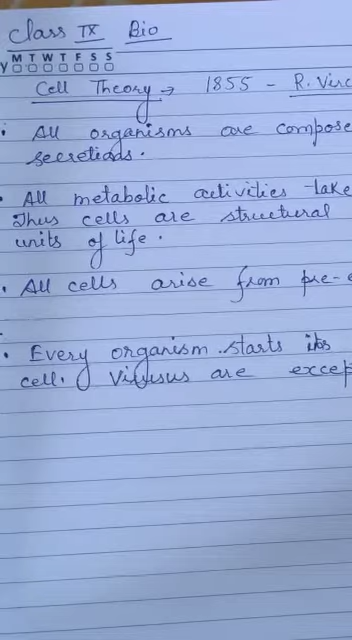 Class IX Bio
M T W T F S S
Cell Theory → 1855 - R. Virc
All organisms are compose
secretions.
All metabolic activities take
Thus cells are structural
units of life.
All cells arise from pre-e
Every organism starts its
cell. Viruses are excep